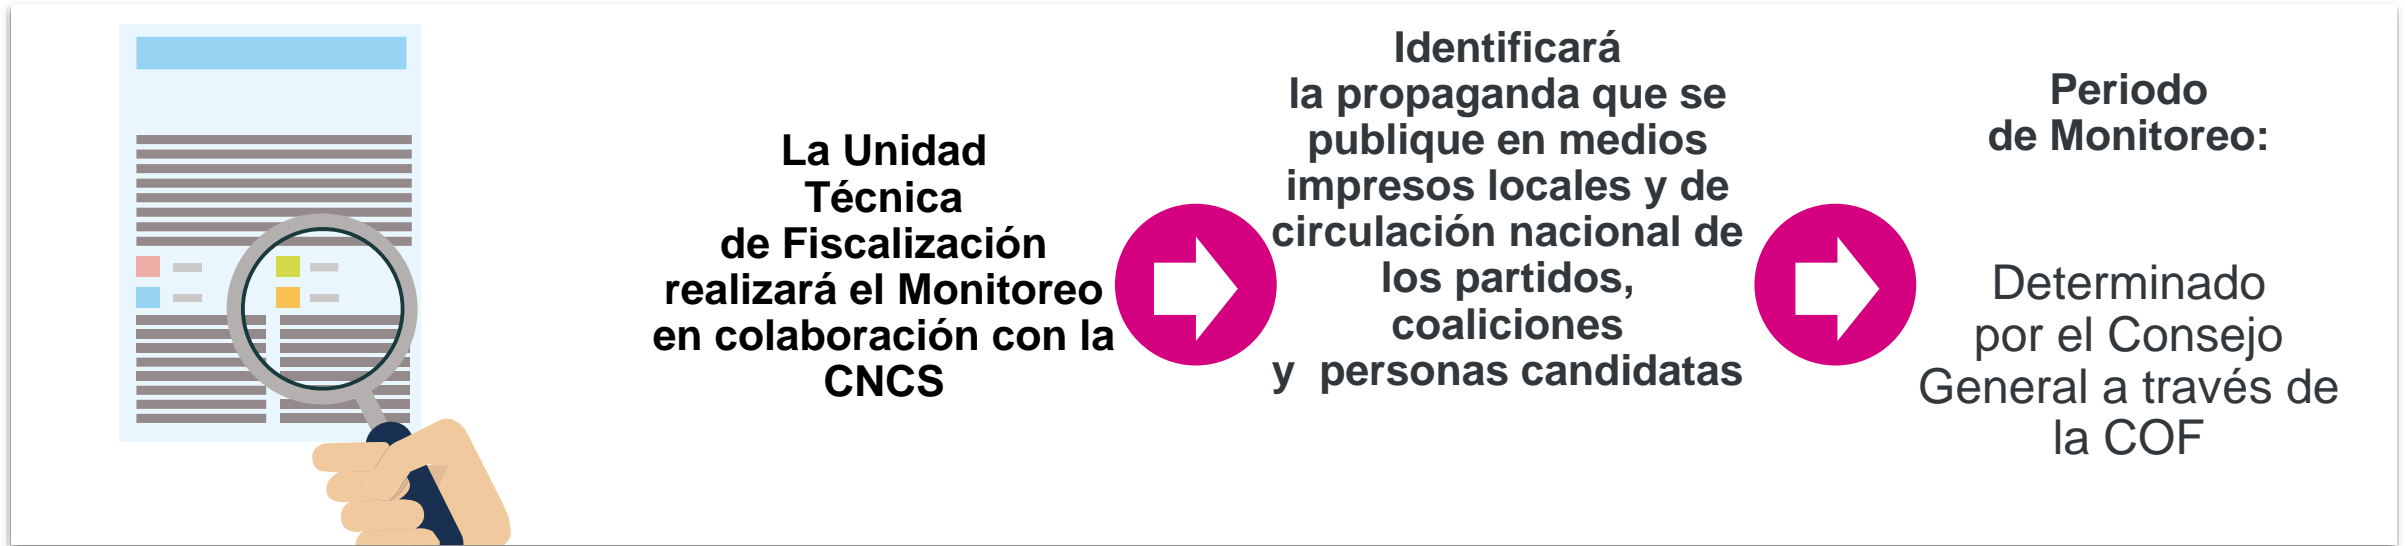 La Unidad
Técnica
de Fiscalización
realizará el Monitoreo
en colaboración con la
CNCS
Identificará
la propaganda que se
publique en medios
impresos locales y de
circulación nacional de
los partidos,
coaliciones
y  personas candidatas
Periodo
de Monitoreo:
Determinado
por el Consejo
General a través de
la COF